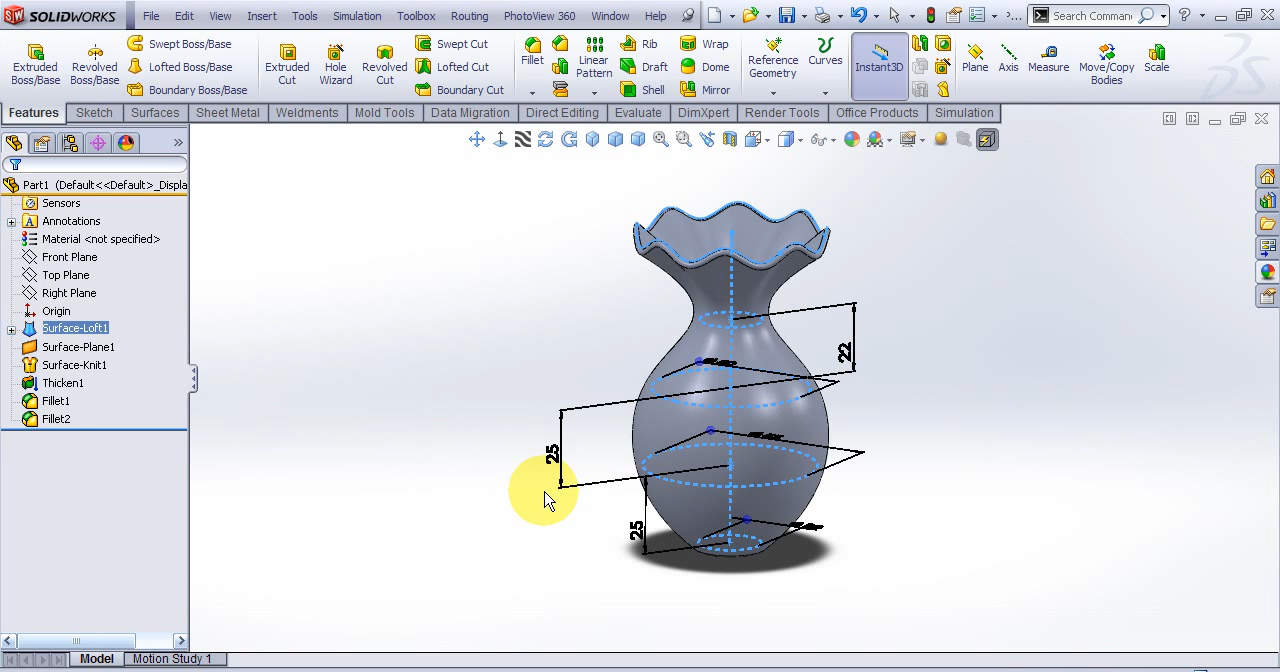 SOLIDWORKS File Edit View Insert Tools Simulation Toolbox Routing PhotoView 360 Window Help Search Comman
Extruded Boss/Base
Revolved Boss/Base
Swept Boss/Base
Lofted Boss/Base
Boundary Boss/Base
Extruded Cut
Hole Wizard
Revolved Cut
Swept Cut
Lofted Cut
Boundary Cut
Fillet
Linear Pattern
Rib
Draft
Shell
Wrap
Dome
Mirror
Reference Geometry
Curves
Instant3D
Plane
Axis
Measure
Move/Copy Bodies
Scale
Features Sketch Surfaces Sheet Metal Weldments Mold Tools Data Migration Direct Editing Evaluate DimXpert Render Tools Office Products Simulation
Part1 (Default<<Default>_Displa
Sensors
Annotations
Material <not specified>
Front Plane
Top Plane
Right Plane
Origin
Surface-Loft1
Surface-Plane1
Surface-Knit1
Thicken1
Fillet1
Fillet2
22
25
25
Model Motion Study 1